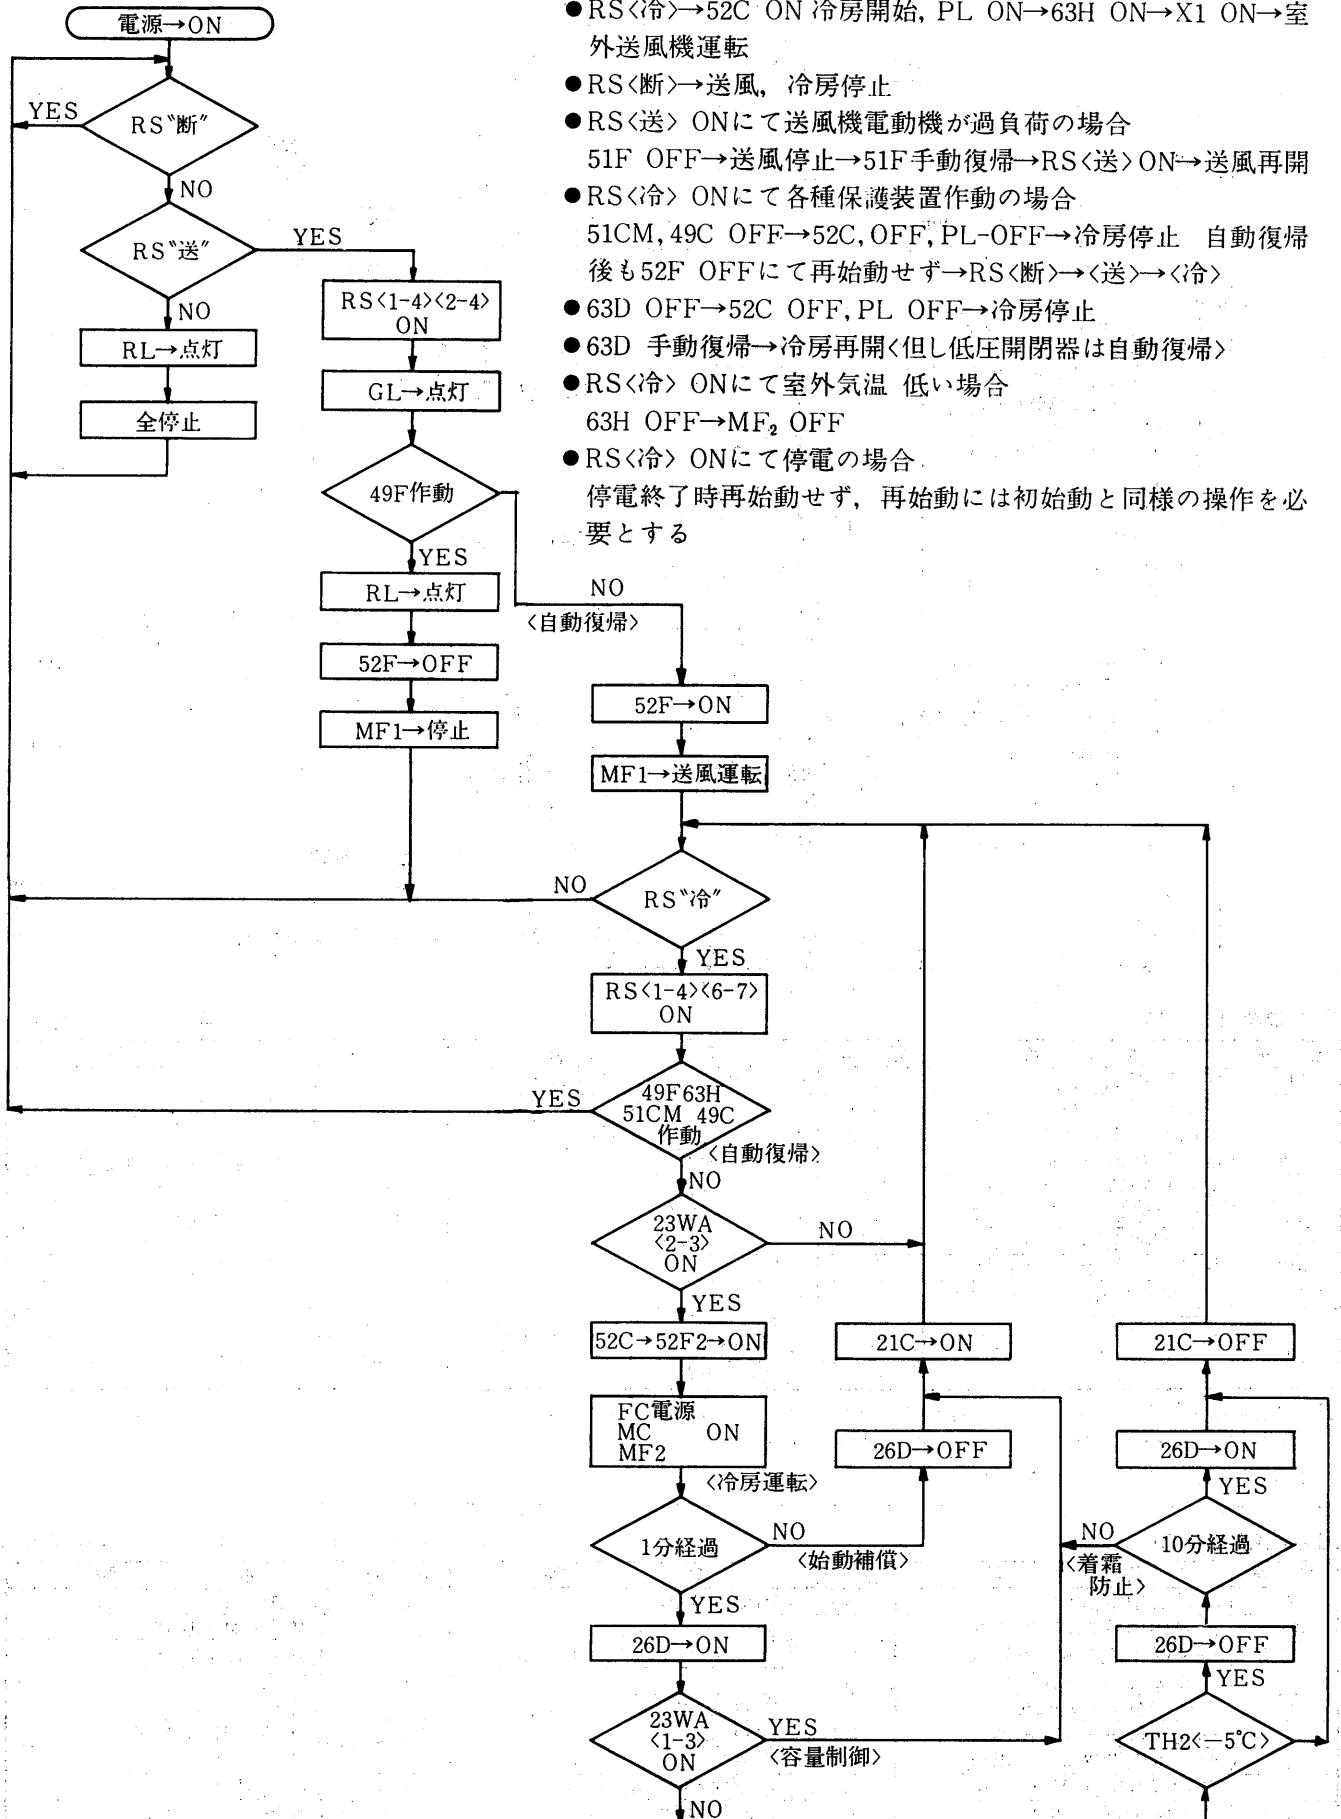 ●RS<冷>→52C ON 冷房開始, PL ON→63H ON→X1 ON→室
外送風機運転
●RS<断>→送風, 冷房停止
●RS<送> ONにて送風機電動機が過負荷の場合
51F OFF→送風停止→51F手動復帰→RS<送>ON→送風再開
●RS<冷> ONにて各種保護装置作動の場合
51CM, 49C OFF→52C, OFF, PL-OFF→冷房停止 自動復帰
後も52F OFFにて再始動せず→RS<断>→<送>→<冷>
●63D OFF→52C OFF, PL OFF→冷房停止
●63D 手動復帰→冷房再開<但し低圧開閉器は自動復帰>
●RS<冷> ONにて室外気温 低い場合
63H OFF→MF₂ OFF
●RS<冷> ONにて停電の場合
停電終了時再始動せず, 再始動には初始動と同様の操作を必
要とする
電源→ON
YES
RS“断”
NO
RS“送”
YES
NO
RL→点灯
全停止
RS<1-4><2-4>
ON
GL→点灯
49F作動
YES
NO
<自動復帰>
RL→点灯
52F→OFF
MF1→停止
52F→ON
MF1→送風運転
NO
RS“冷”
YES
RS<1-4><6-7>
ON
YES
49F63H
51CM 49C
作動
<自動復帰>
NO
23WA
<2-3>
ON
NO
YES
52C→52F2→ON
21C→ON
21C→OFF
FC電源
MC ON
MF2
26D→OFF
26D→ON
<冷房運転>
YES
1分経過
NO
<始動補償>
NO
<着霜
防止>
10分経過
YES
26D→ON
26D→OFF
YES
23WA
<1-3>
ON
YES
<容量制御>
TH2<−5℃>
NO